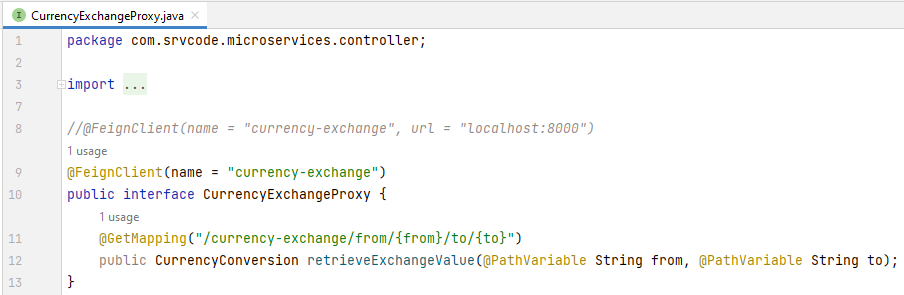 CurrencyExchangeProxy.java
1 package com.srvcode.microservices.controller;
2
3 import ...
7
8 //@FeignClient(name = "currency-exchange", url = "localhost:8000")
1 usage
9 @FeignClient(name = "currency-exchange")
10 public interface CurrencyExchangeProxy {
1 usage
11 @GetMapping("/currency-exchange/from/{from}/to/{to}")
12 public CurrencyConversion retrieveExchangeValue(@PathVariable String from, @PathVariable String to);
13 }